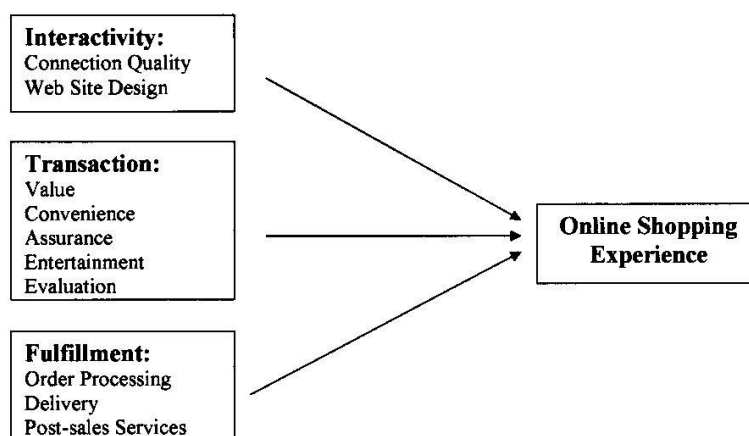 Interactivity:
Connection Quality
Web Site Design
Transaction:
Value
Convenience
Assurance
Entertainment
Evaluation
Fulfillment:
Order Processing
Delivery
Post-sales Services
Online Shopping
Experience